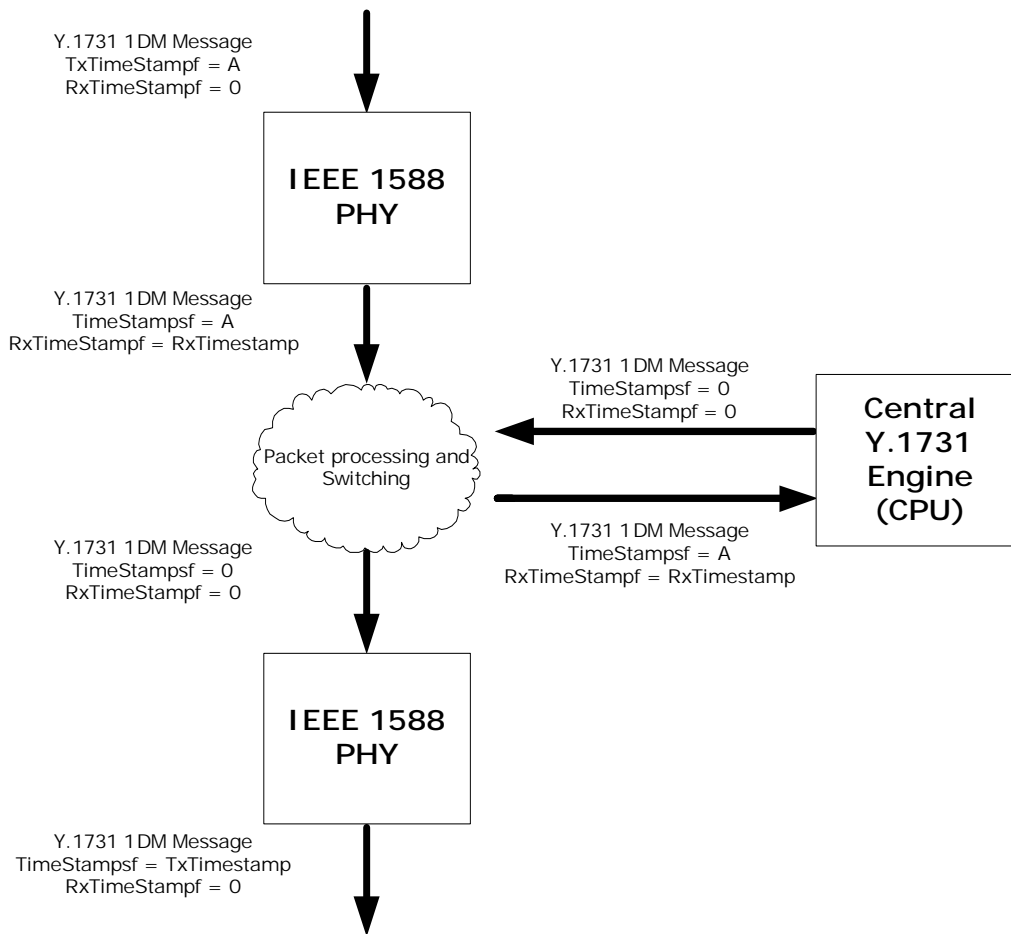 Y.1731 1DM Message
TxTimeStampf = A
RxTimeStampf = 0
IEEE 1588
PHY
Y.1731 1DM Message
TimeStampsf = A
RxTimeStampf = RxTimestamp
Y.1731 1DM Message
TimeStampsf = 0
RxTimeStampf = 0
Central
Y.1731
Engine
(CPU)
Packet processing and
Switching
Y.1731 1DM Message
TimeStampsf = A
RxTimeStampf = RxTimestamp
Y.1731 1DM Message
TimeStampsf = 0
RxTimeStampf = 0
IEEE 1588
PHY
Y.1731 1DM Message
TimeStampsf = TxTimestamp
RxTimeStampf = 0